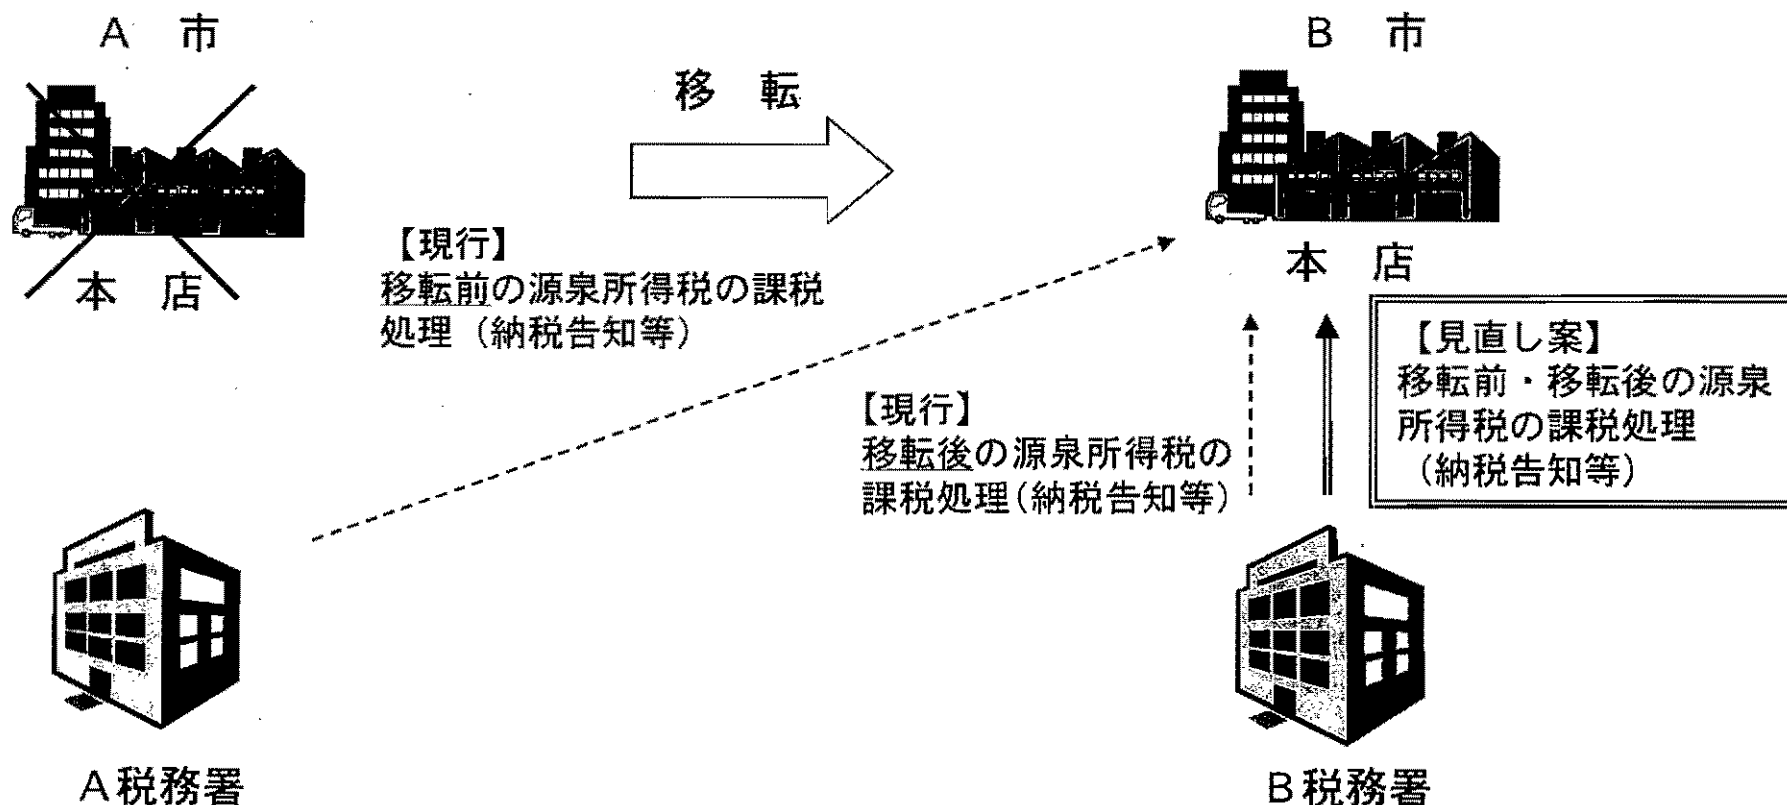 A 市
B 市
移 転
【現行】
移転前の源泉所得税の課税
処理（納税告知等）
本 店
本 店
【見直し案】
移転前・移転後の源泉
所得税の課税処理
（納税告知等）
【現行】
移転後の源泉所得税の
課税処理（納税告知等）
A税務署
B税務署